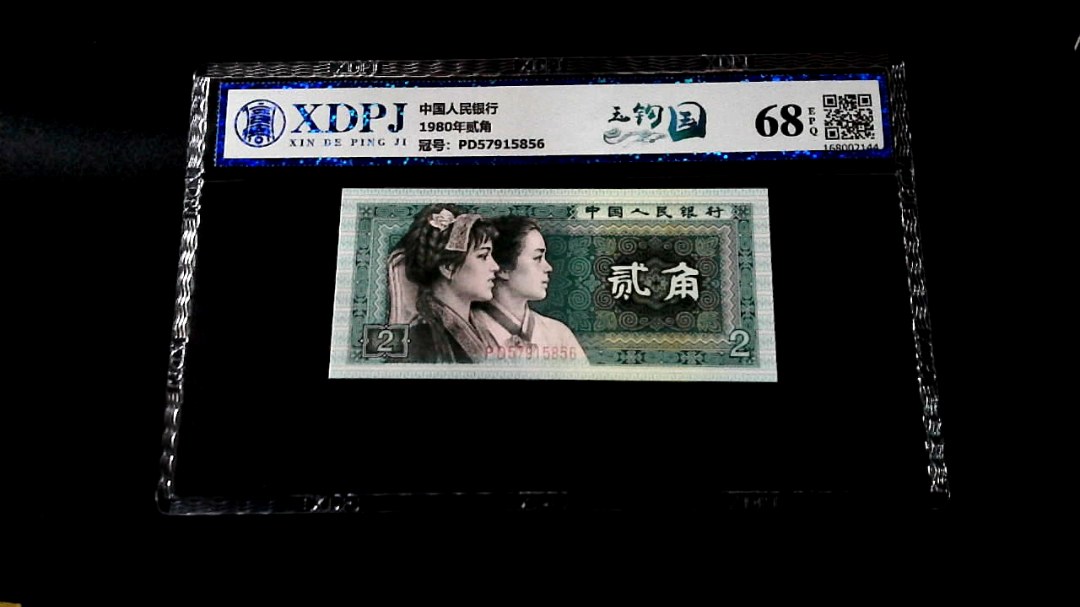 XDPJ
XIN DE PING JI
中国人民银行
1980年贰角
冠号：PD57915856
玉钩国
68
EPQ
168002144
中国人民银行
贰角
2
2
PD57915856